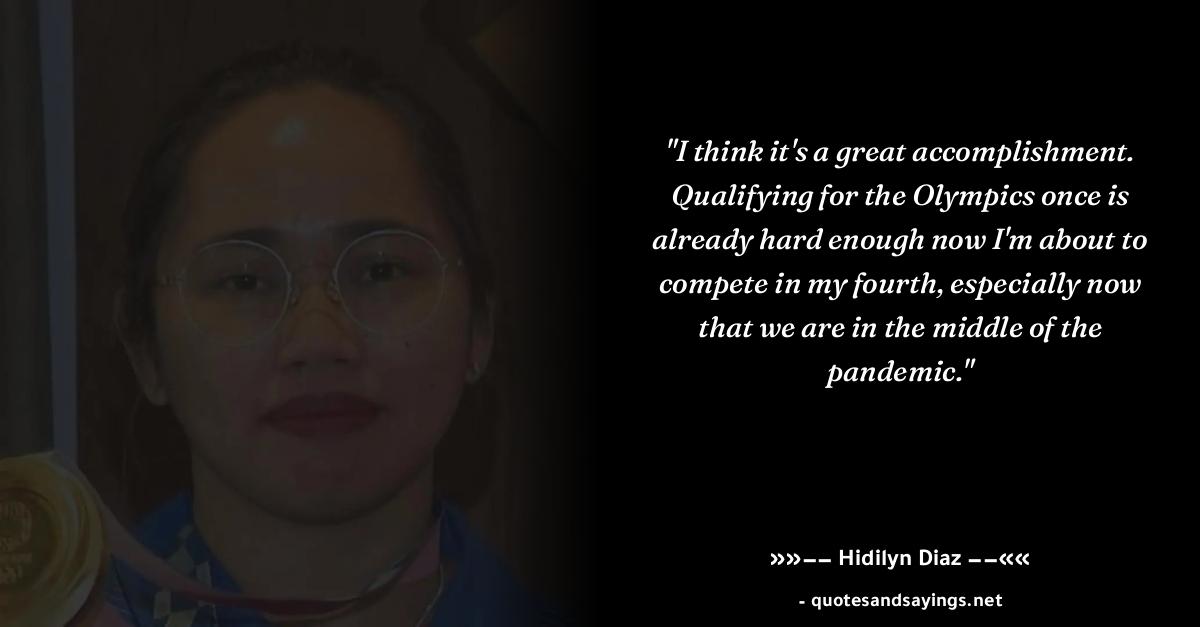 "I think it's a great accomplishment.
Qualifying for the Olympics once is
already hard enough now I'm about to
compete in my fourth, especially now
that we are in the middle of the
pandemic."
»»–– Hidilyn Diaz ––««
- quotesandsayings.net